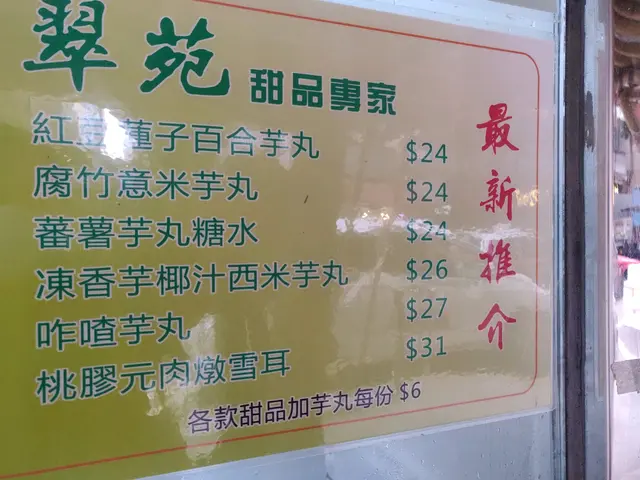 翠苑 甜品專家
最新推介
紅豆蓮子百合芋丸 $24
腐竹意米芋丸 $24
蕃薯芋丸糖水 $24
凍香芋椰汁西米芋丸 $26
咋喳芋丸 $27
桃膠元肉燉雪耳 $31
各款甜品加芋丸每份 $6